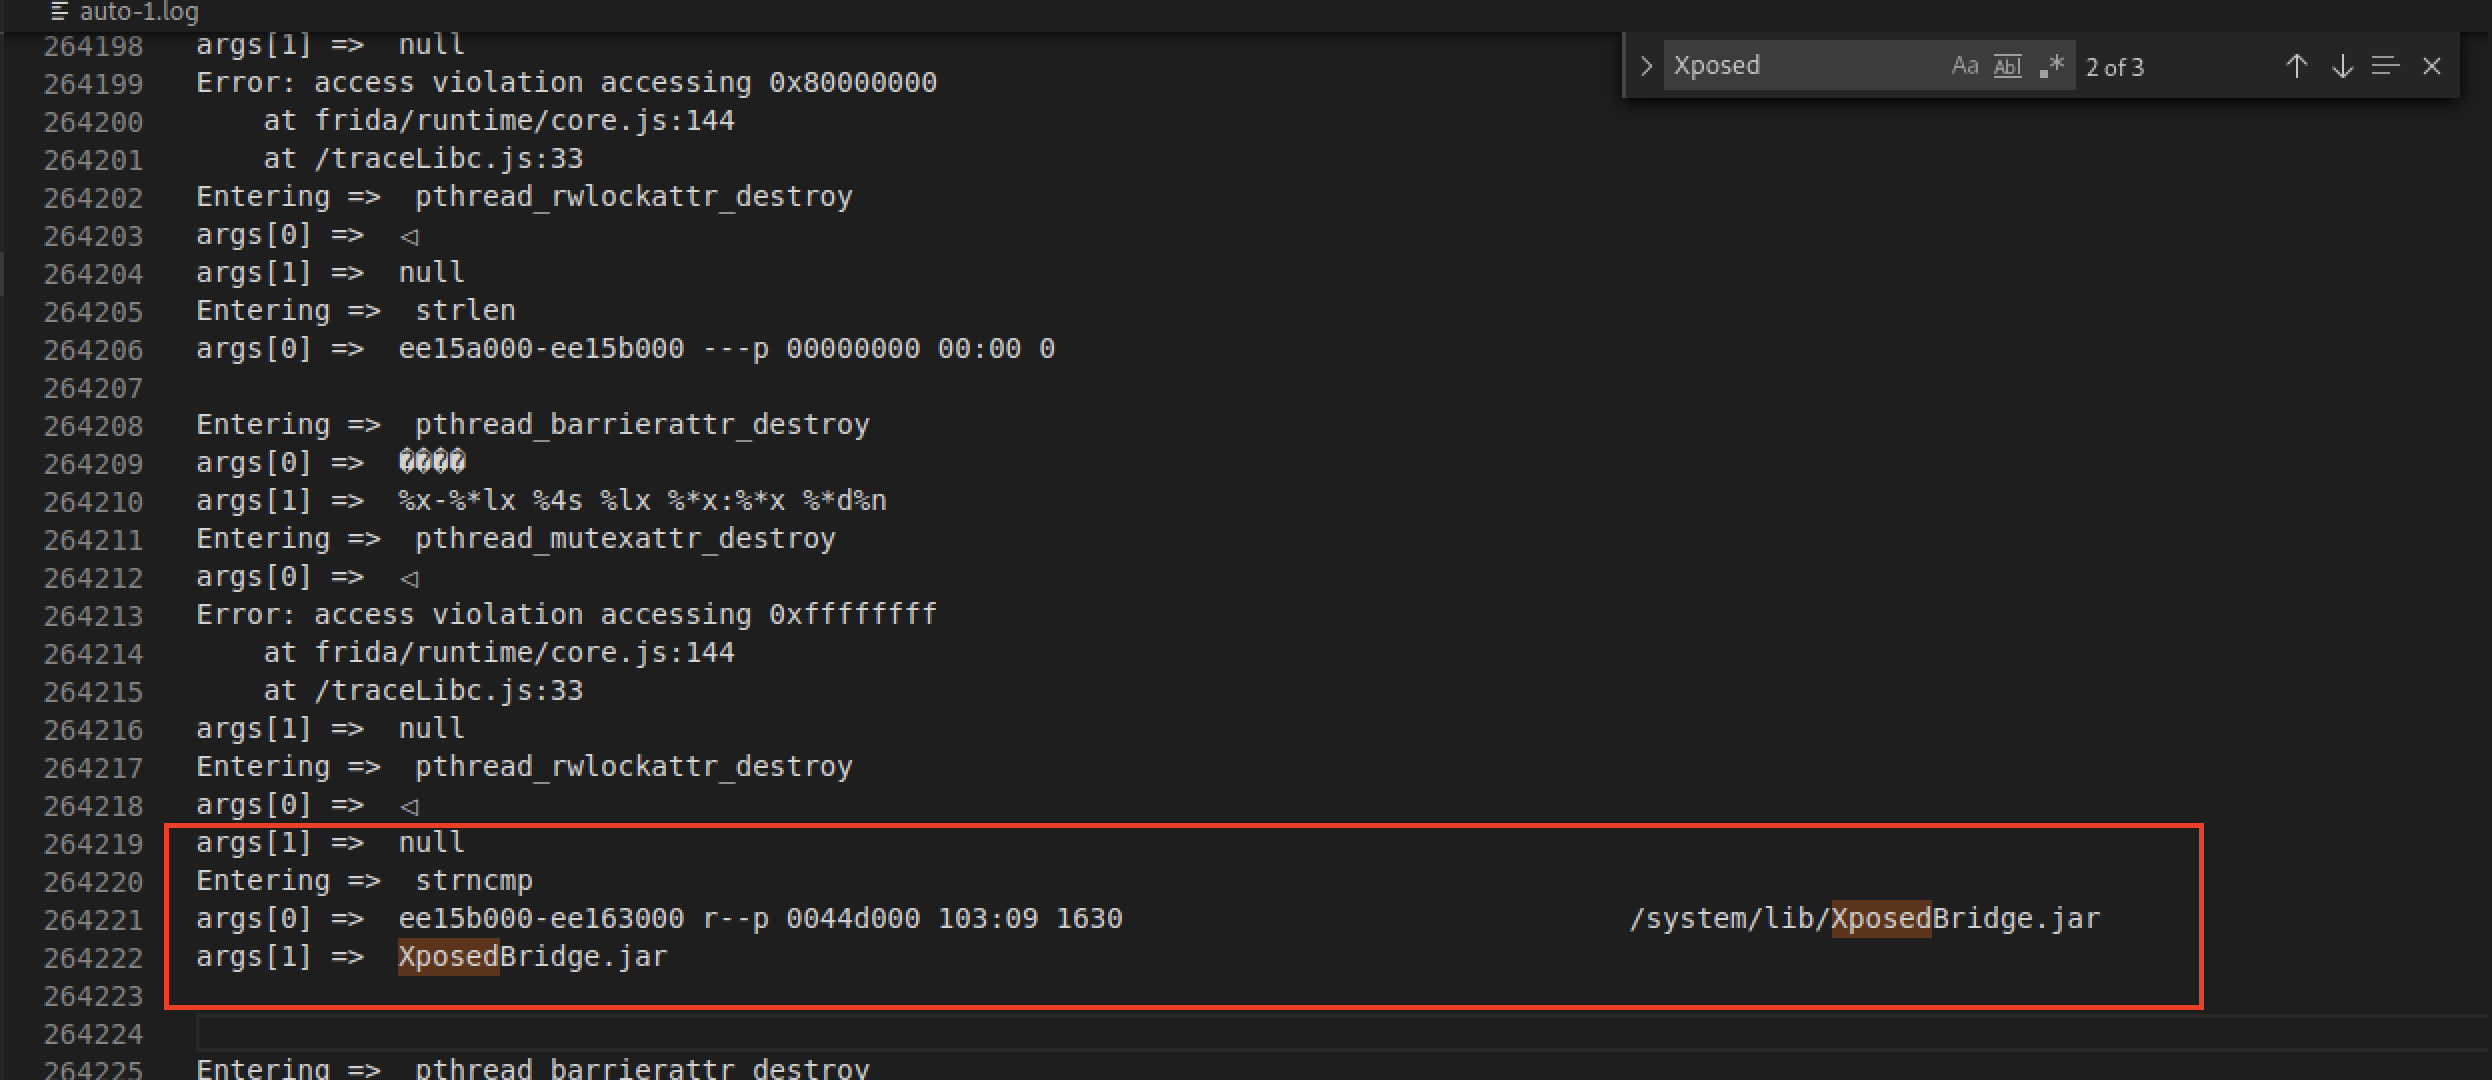 auto-1.log
Xposed Aa Abl .* 2 of 3
264198 args[1] => null
264199 Error: access violation accessing 0x80000000
264200     at frida/runtime/core.js:144
264201     at /traceLibc.js:33
264202 Entering =>  pthread_rwlockattr_destroy
264203 args[0] =>  ◁
264204 args[1] =>  null
264205 Entering =>  strlen
264206 args[0] =>  ee15a000-ee15b000 ---p 00000000 00:00 0
264207
264208 Entering =>  pthread_barrierattr_destroy
264209 args[0] =>  ����
264210 args[1] =>  %x-%*lx %4s %lx %*x:%*x %*d%n
264211 Entering =>  pthread_mutexattr_destroy
264212 args[0] =>  ◁
264213 Error: access violation accessing 0xffffffff
264214     at frida/runtime/core.js:144
264215     at /traceLibc.js:33
264216 args[1] =>  null
264217 Entering =>  pthread_rwlockattr_destroy
264218 args[0] =>  ◁
264219 args[1] =>  null
264220 Entering =>  strncmp
264221 args[0] =>  ee15b000-ee163000 r--p 0044d000 103:09 1630                              /system/lib/XposedBridge.jar
264222 args[1] =>  XposedBridge.jar
264223
264224
264225 Entering =>  pthread_barrierattr_destroy